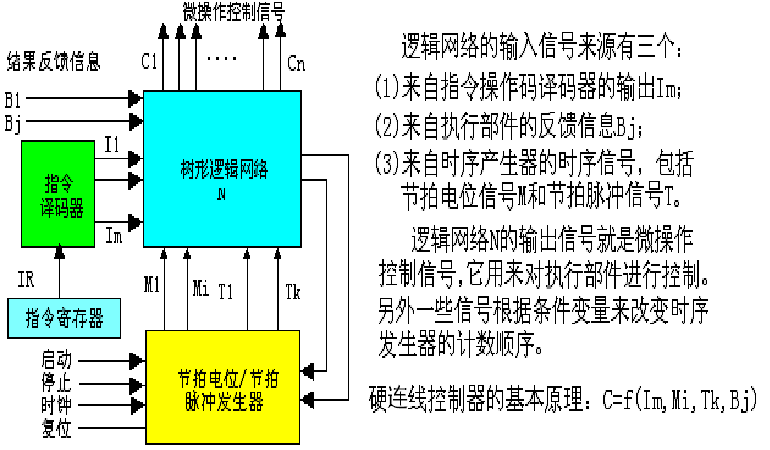 微操作控制信号
结果反馈信息
C1
····
Cn
B1
Bj
I1
Im
指令
译码器
树形逻辑网络
N
IR
指令寄存器
M1
Mi
T1
Tk
启动
停止
时钟
复位
节拍电位/节拍
脉冲发生器
逻辑网络的输入信号来源有三个:
(1)来自指令操作码译码器的输出Im;
(2)来自执行部件的反馈信息Bj;
(3)来自时序产生器的时序信号, 包括
节拍电位信号M和节拍脉冲信号T。
逻辑网络N的输出信号就是微操作
控制信号,它用来对执行部件进行控制。
另外一些信号根据条件变量来改变时序
发生器的计数顺序。
硬连线控制器的基本原理: C=f(Im,Mi,Tk,Bj)